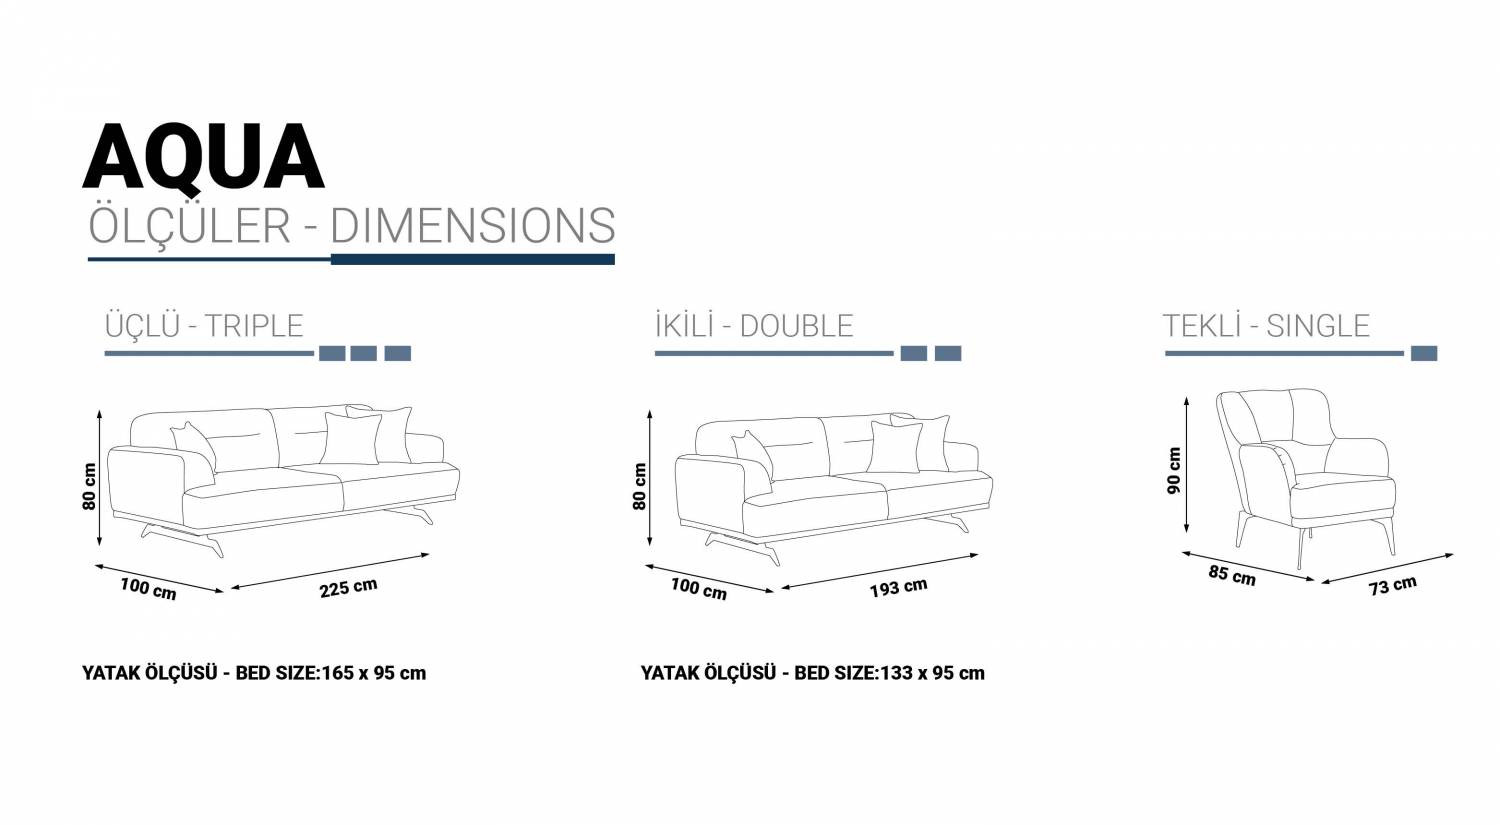 AQUA
ÖLÇÜLER - DIMENSIONS
ÜÇLÜ - TRIPLE
80 cm
100 cm
225 cm
YATAK ÖLÇÜSÜ - BED SIZE:165 x 95 cm
İKİLİ - DOUBLE
80 cm
100 cm
193 cm
YATAK ÖLÇÜSÜ - BED SIZE:133 x 95 cm
TEKLİ - SINGLE
90 cm
85 cm
73 cm